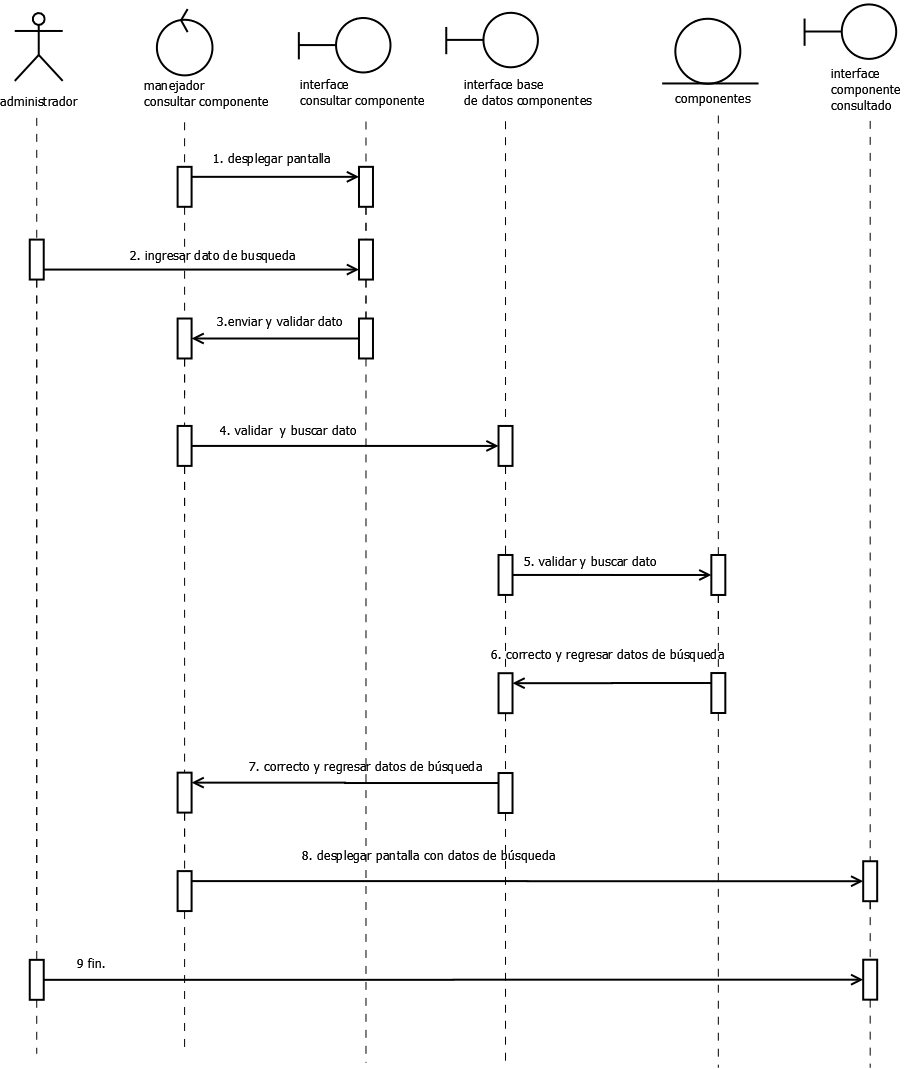 administrador
manejador
consultar componente
interface
consultar componente
interface base
de datos componentes
componentes
interface
componente
consultado
1. desplegar pantalla
2. ingresar dato de busqueda
3.enviar y validar dato
4. validar  y buscar dato
5. validar y buscar dato
6. correcto y regresar datos de búsqueda
7. correcto y regresar datos de búsqueda
8. desplegar pantalla con datos de búsqueda
9 fin.